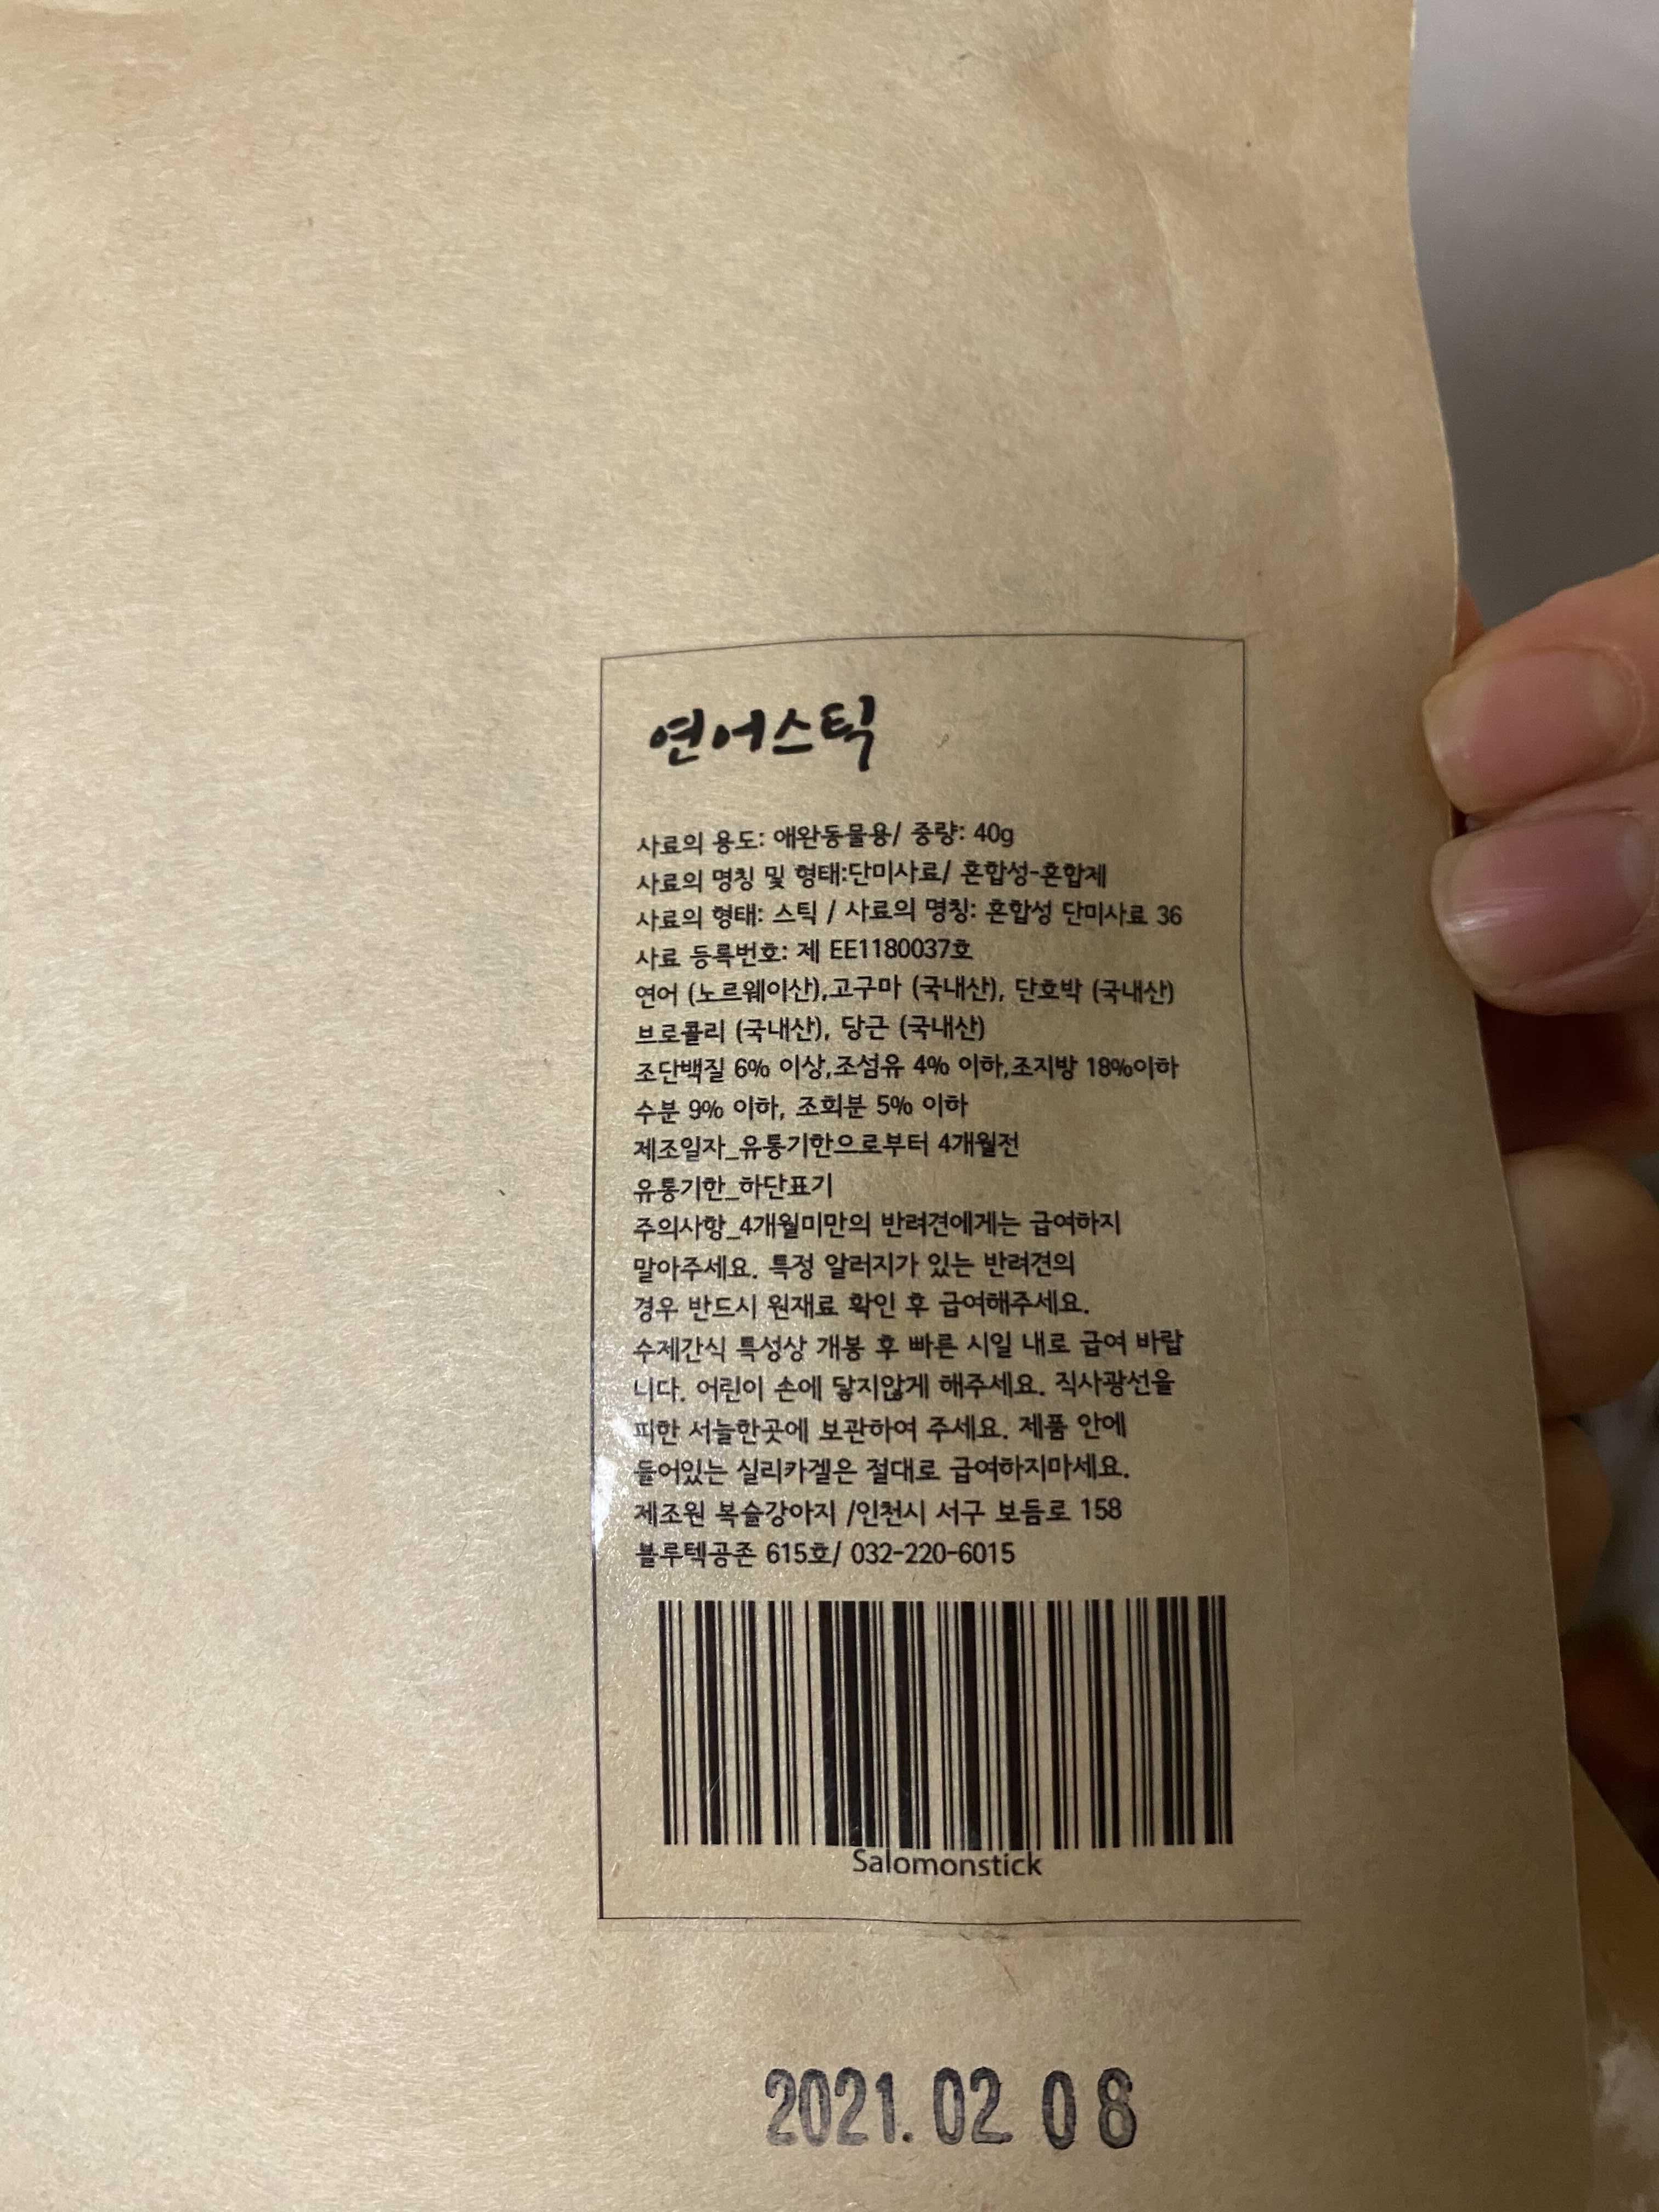 연어스틱
사료의 용도: 애완동물용/ 중량: 40g
사료의 명칭 및 형태:단미사료/ 혼합성-혼합제
사료의 형태: 스틱 / 사료의 명칭: 혼합성 단미사료 36
사료 등록번호: 제 EE1180037호
연어 (노르웨이산),고구마 (국내산), 단호박 (국내산)
브로콜리 (국내산), 당근 (국내산)
조단백질 6% 이상,조섬유 4% 이하,조지방 18%이하
수분 9% 이하, 조회분 5% 이하
제조일자_유통기한으로부터 4개월전
유통기한_하단표기
주의사항_4개월미만의 반려견에게는 급여하지
말아주세요. 특정 알러지가 있는 반려견의
경우 반드시 원재료 확인 후 급여해주세요.
수제간식 특성상 개봉 후 빠른 시일 내로 급여 바랍
니다. 어린이 손에 닿지않게 해주세요. 직사광선을
피한 서늘한곳에 보관하여 주세요. 제품 안에
들어있는 실리카겔은 절대로 급여하지마세요.
제조원 복슬강아지 /인천시 서구 보듬로 158
블루텍공존 615호/ 032-220-6015
Salomonstick
2021.02 08